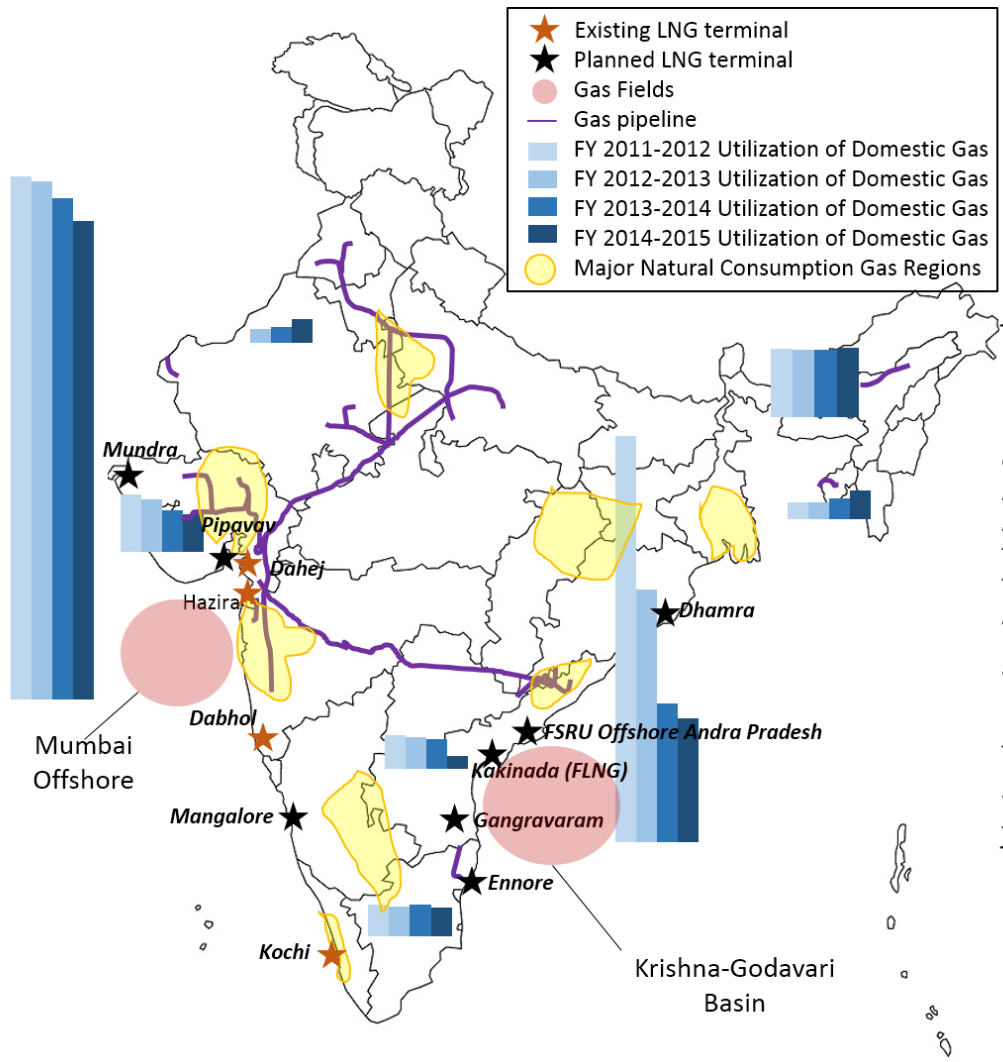 Existing LNG terminal
Planned LNG terminal
Gas Fields
Gas pipeline
FY 2011-2012 Utilization of Domestic Gas
FY 2012-2013 Utilization of Domestic Gas
FY 2013-2014 Utilization of Domestic Gas
FY 2014-2015 Utilization of Domestic Gas
Major Natural Consumption Gas Regions
Mundra
Pipavav
Dahej
Hazira
Dhamra
Dabhol
FSRU Offshore Andra Pradesh
Mumbai
Offshore
Kakinada (FLNG)
Mangalore
Gangravaram
Ennore
Kochi
Krishna-Godavari
Basin